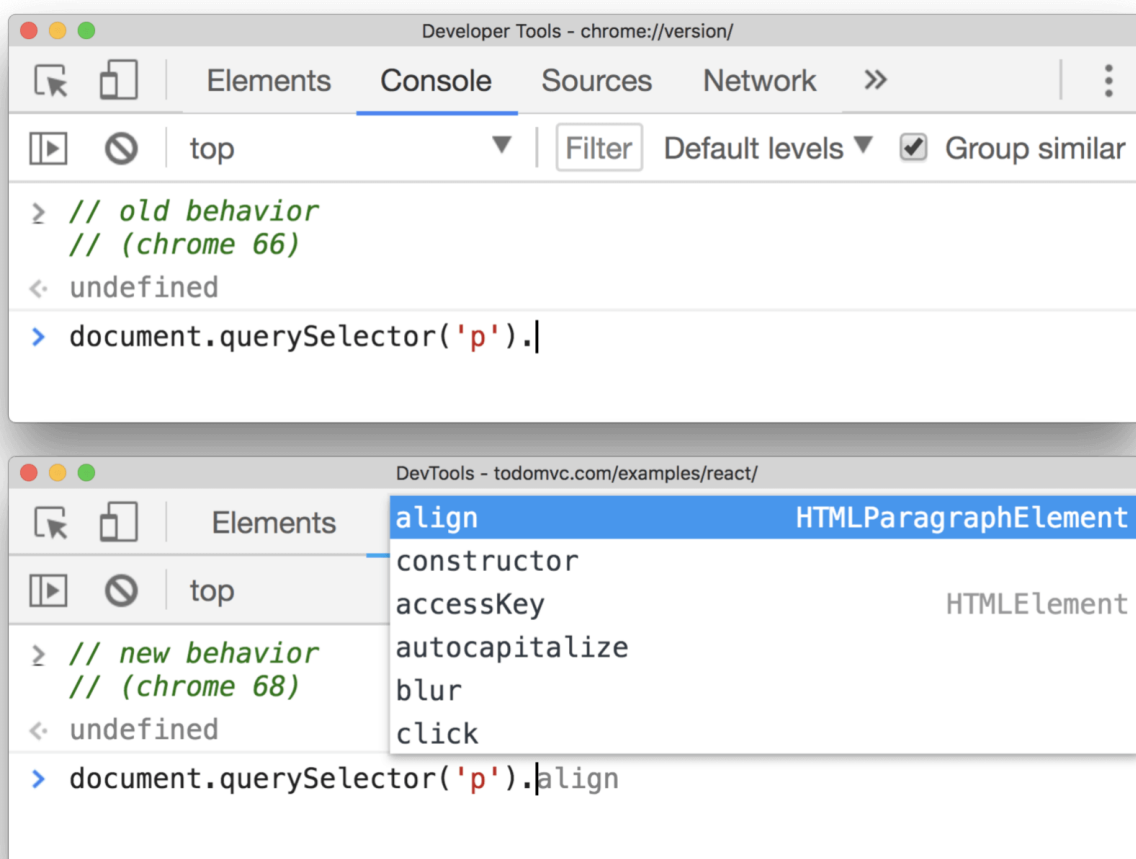 Developer Tools - chrome://version/
Elements Console Sources Network »
top ▼ Filter Default levels ▼ Group similar
> // old behavior
// (chrome 66)
undefined
> document.querySelector('p').
DevTools - todomvc.com/examples/react/
Elements
top
align HTMLParagraphElement
constructor
accessKey HTMLElement
autocapitalize
blur
click
> // new behavior
// (chrome 68)
undefined
> document.querySelector('p').align